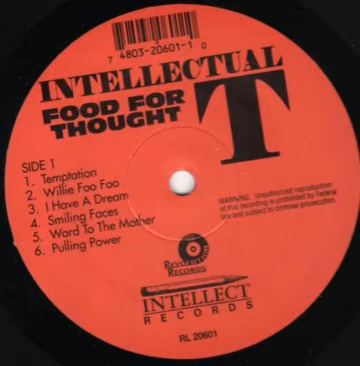 7 4803-20601-1 0
INTELLECTUAL
T
FOOD FOR
THOUGHT
SIDE 1
1. Temptation
2. Willie Foo Foo
3. I Have A Dream
4. Smiling Faces
5. Word To The Mother
6. Pulling Power
WARNING: Unauthorized reproduction
of this recording is prohibited by Federal
law and subject to criminal prosecution.
REVOLUTION
RECORDS
INTELLECT
RECORDS
RL 20601